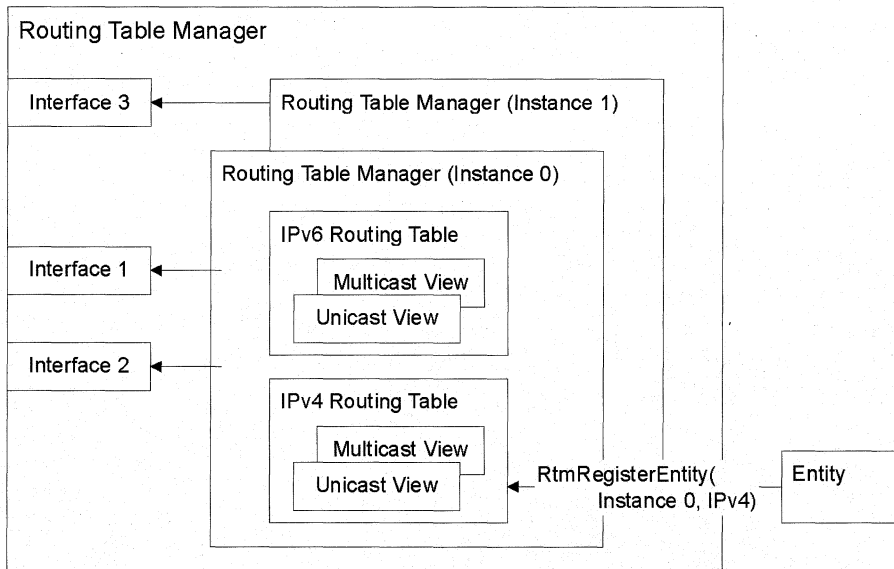 Routing Table Manager
Interface 3
Routing Table Manager (Instance 1)
Routing Table Manager (Instance 0)
IPv6 Routing Table
Interface 1
Multicast View
Unicast View
Interface 2
IPv4 Routing Table
Multicast View
Unicast View
RtmRegisterEntity(
Instance 0, IPv4)
Entity